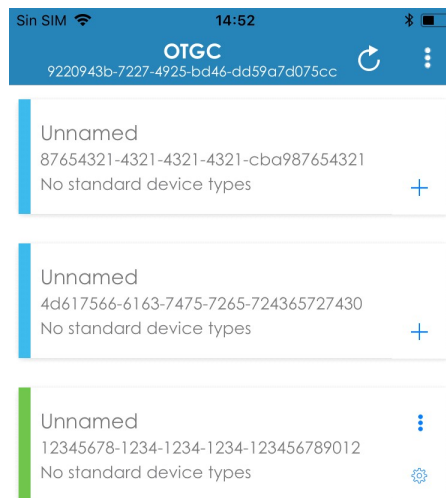 Sin SIM 14:52
OTGC
9220943b-7227-4925-bd46-dd59a7d075cc
Unnamed
87654321-4321-4321-4321-cba987654321
No standard device types
Unnamed
4d617566-6163-7475-7265-724365727430
No standard device types
Unnamed
12345678-1234-1234-1234-123456789012
No standard device types